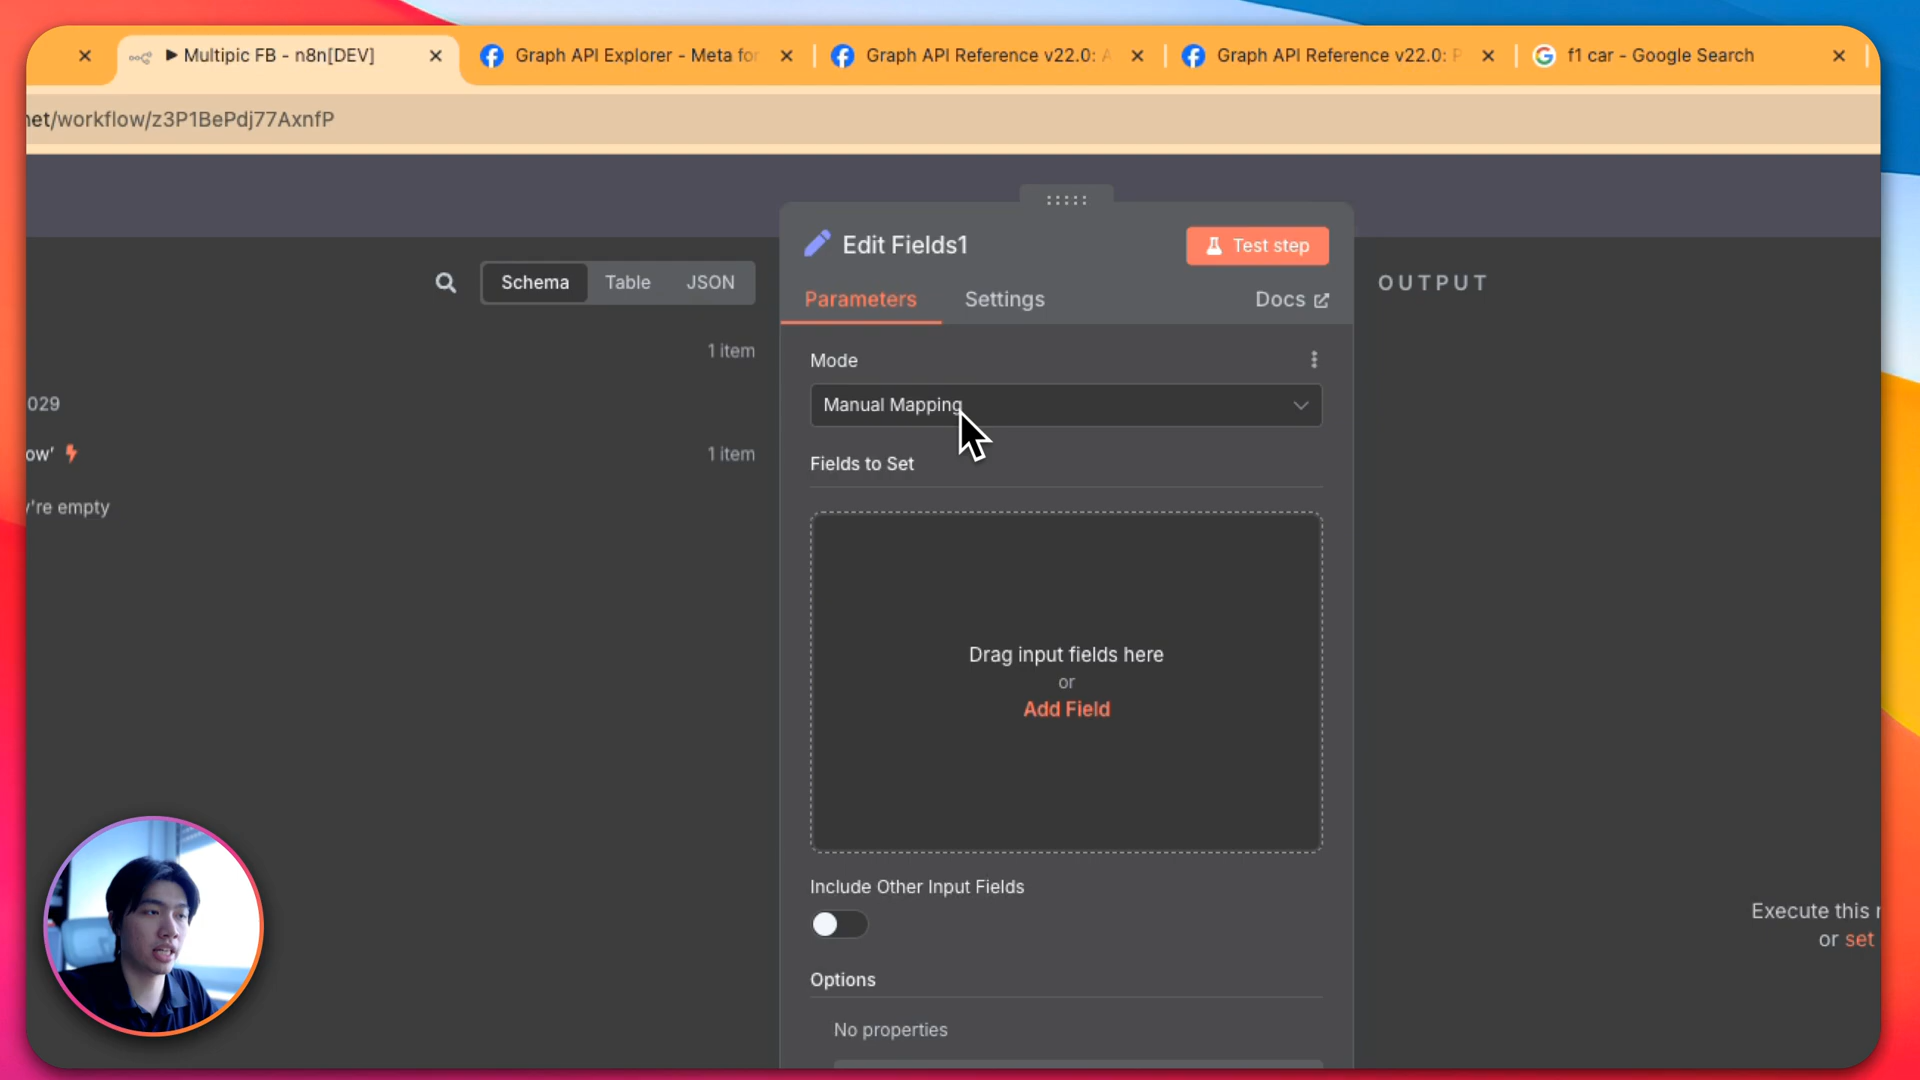 Multipic FB - n8n[DEV]
Graph API Explorer - Meta for
Graph API Reference v22.0: A
Graph API Reference v22.0: P
f1 car - Google Search
net/workflow/z3P1BePdj77AxnfP
Edit Fields1
Test step
Schema
Table
JSON
OUTPUT
Parameters
Settings
Docs
1 item
Mode
029
Manual Mapping
ow'
1 item
Fields to Set
y're empty
Drag input fields here
or
Add Field
Include Other Input Fields
Execute this
or set
Options
No properties